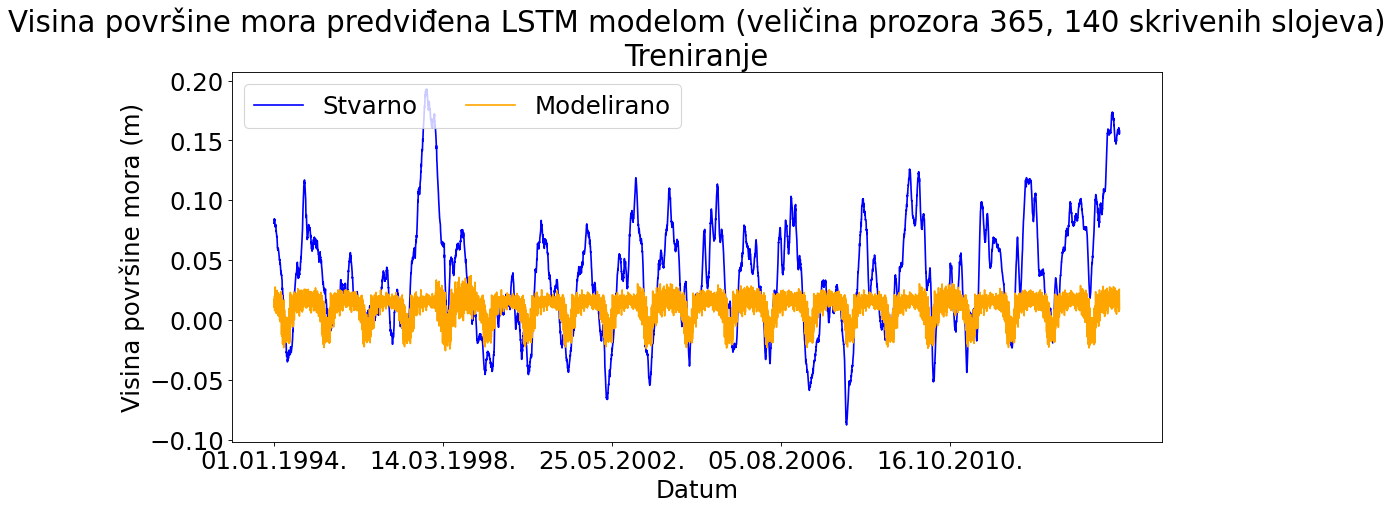 Visina površine mora predviđena LSTM modelom (veličina prozora 365, 140 skrivenih slojeva)
Treniranje
Stvarno
Modelirano
Visina površine mora (m)
0.20
0.15
0.10
0.05
0.00
−0.05
−0.10
01.01.1994.
14.03.1998.
25.05.2002.
05.08.2006.
16.10.2010.
Datum